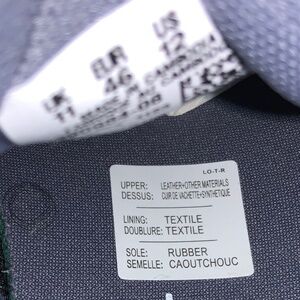 UK EUR US
11 46 12
LO-T-R
UPPER: LEATHER+OTHER MATERIALS
DESSUS: CUIR DE VACHETTE+SYNTHETIQUE
LINING: TEXTILE
DOUBLURE: TEXTILE
SOLE: RUBBER
SEMELLE: CAOUTCHOUC